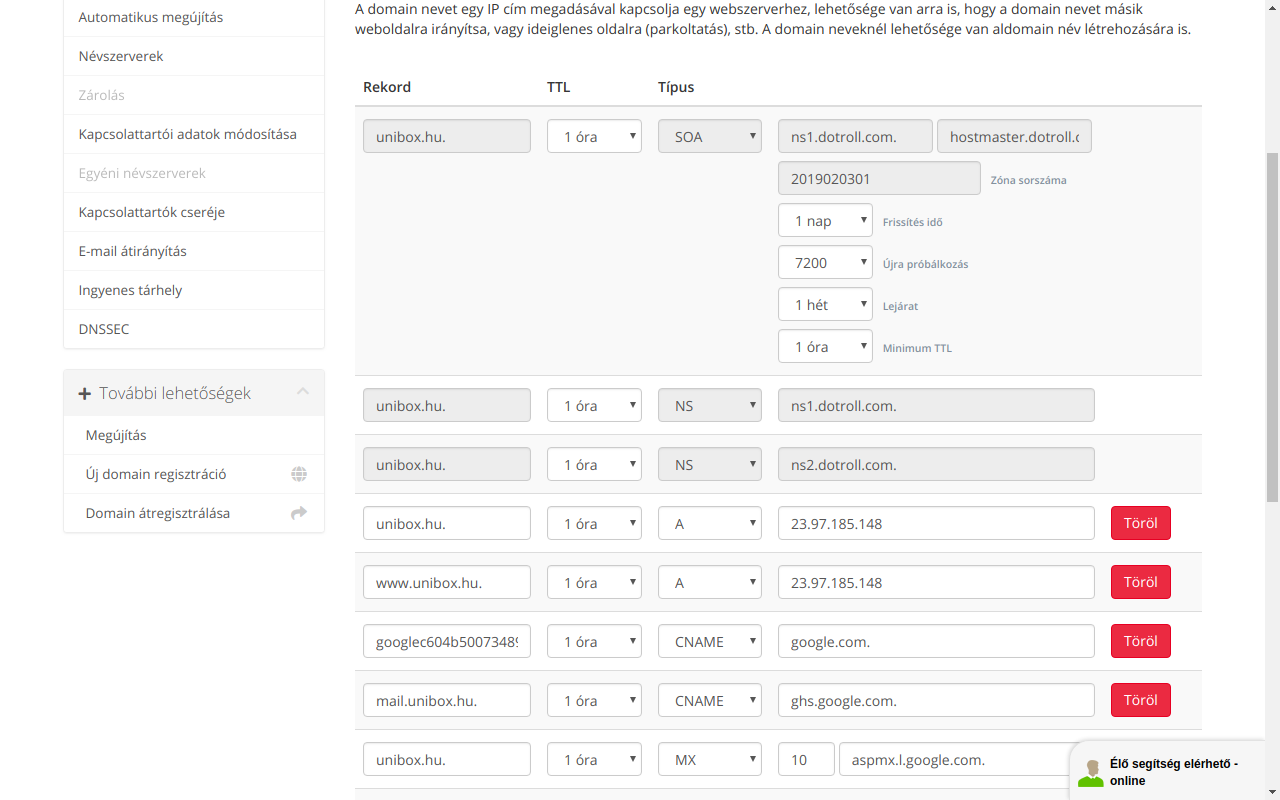 Automatikus megújítás
Névszerverek
Zárolás
Kapcsolattartói adatok módosítása
Egyéni névszerverek
Kapcsolattartók cseréje
E-mail átirányítás
Ingyenes tárhely
DNSSEC
További lehetőségek
Megújítás
Új domain regisztráció
Domain átregisztrálása
A domain nevet egy IP cím megadásával kapcsolja egy webszerverhez, lehetősége van arra is, hogy a domain nevet másik
weboldalra irányítsa, vagy ideiglenes oldalra (parkoltatás), stb. A domain neveknél lehetősége van aldomain név létrehozására is.
Rekord TTL Típus
unibox.hu. 1 óra SOA ns1.dotroll.com. hostmaster.dotroll.c
2019020301 Zóna sorszáma
1 nap Frissítés idő
7200 Újra próbálkozás
1 hét Lejárat
1 óra Minimum TTL
unibox.hu. 1 óra NS ns1.dotroll.com.
unibox.hu. 1 óra NS ns2.dotroll.com.
unibox.hu. 1 óra A 23.97.185.148 Töröl
www.unibox.hu. 1 óra A 23.97.185.148 Töröl
googlec604b50073489 1 óra CNAME google.com. Töröl
mail.unibox.hu. 1 óra CNAME ghs.google.com. Töröl
unibox.hu. 1 óra MX 10 aspmx.l.google.com.
Élő segítség elérhető -
online